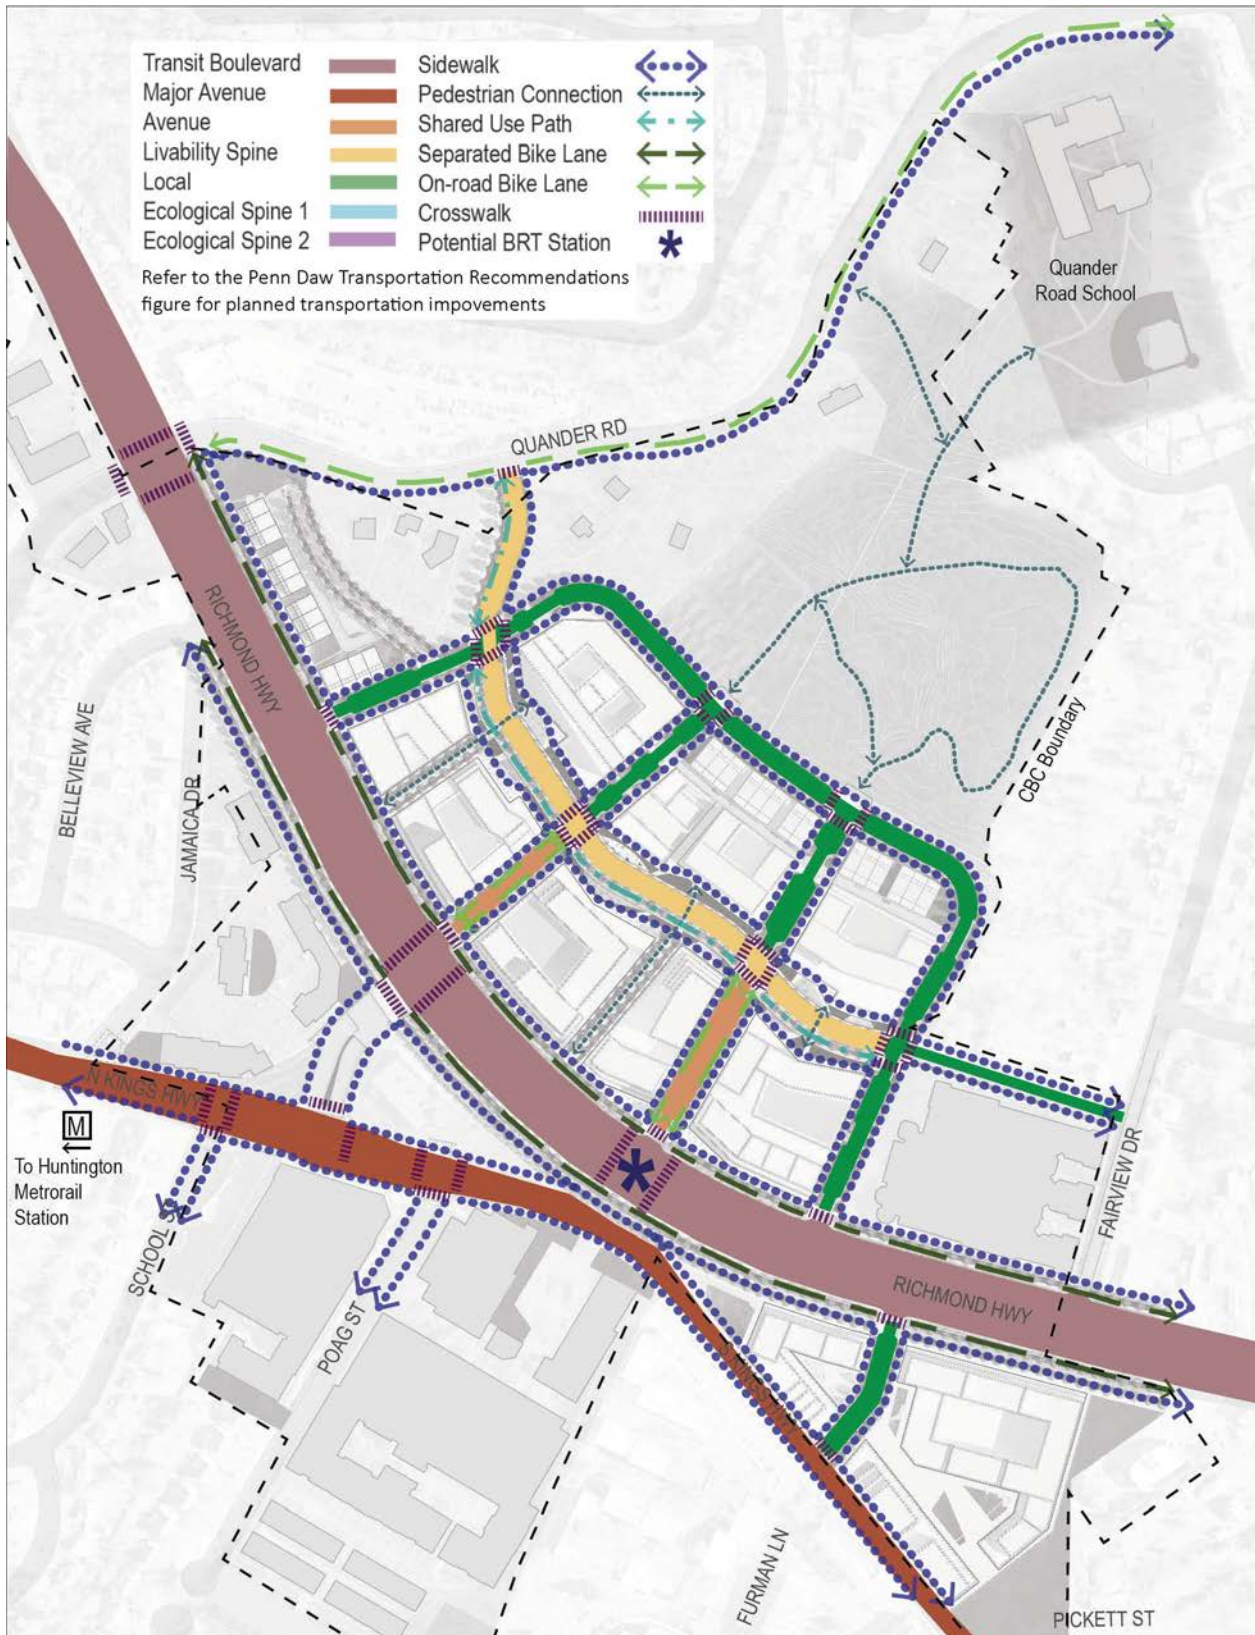 Transit Boulevard
Major Avenue
Avenue
Livability Spine
Local
Ecological Spine 1
Ecological Spine 2
Sidewalk
Pedestrian Connection
Shared Use Path
Separated Bike Lane
On-road Bike Lane
Crosswalk
Potential BRT Station
*
Refer to the Penn Daw Transportation Recommendations
figure for planned transportation impovements
Quander
Road School
QUANDER RD
RICHMOND HWY
BELLEVIEW AVE
JAMAICA DR
CBC Boundary
N KINGS HWY
M
To Huntington
Metrorail
Station
SCHOOL ST
POAG ST
*
FAIRVIEW DR
RICHMOND HWY
S KINGS HWY
FURMAN LN
PICKETT ST